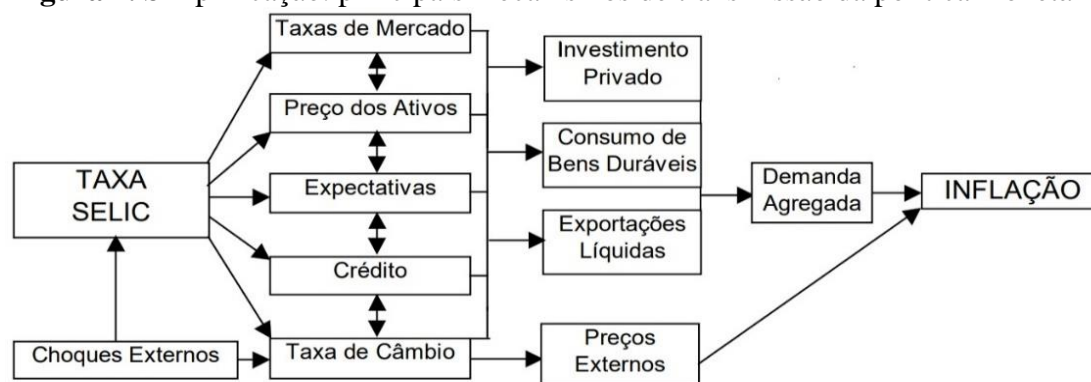 Taxas de Mercado
Preço dos Ativos
Expectativas
Crédito
Taxa de Câmbio
TAXA
SELIC
Choques Externos
Investimento
Privado
Consumo de
Bens Duráveis
Exportações
Líquidas
Preços
Externos
Demanda
Agregada
INFLAÇÃO